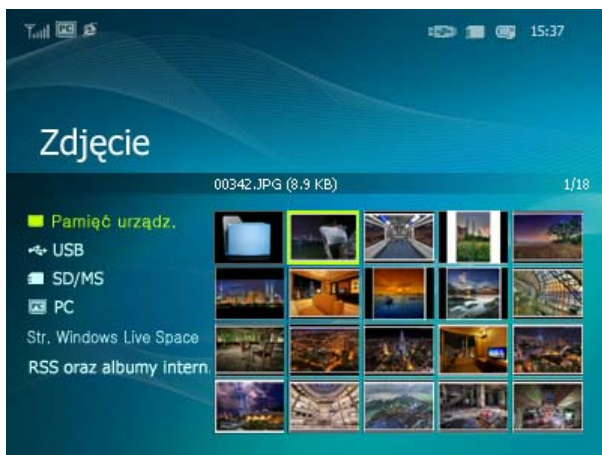 PC 15:37
Zdjęcie
00342.JPG (8.9 KB) 1/18
Pamięć urządz.
USB
SD/MS
PC
Str. Windows Live Space
RSS oraz albumy intern.